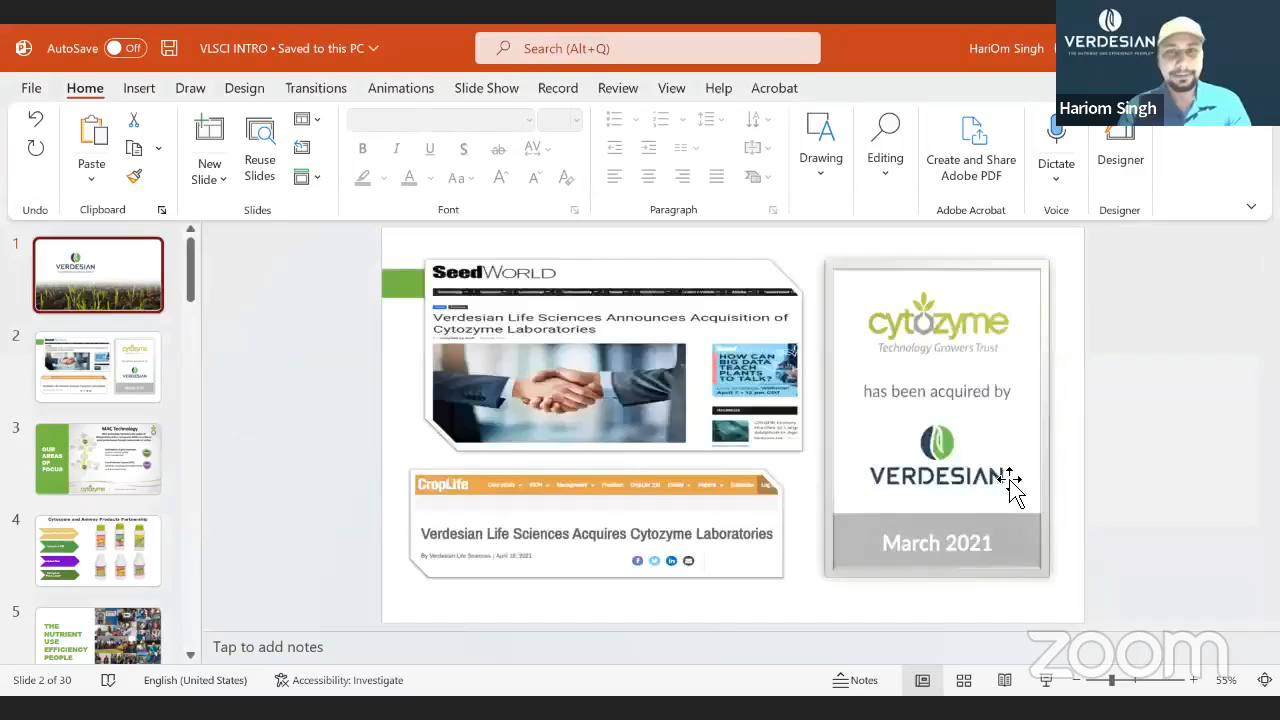 AutoSave
Off
VLSCI INTRO • Saved to this PC
Search (Alt+Q)
HariOm Singh
VERDESIAN
THE NUTRIENT USE EFFICIENCY PEOPLE
Hariom Singh
File
Home
Insert
Draw
Design
Transitions
Animations
Slide Show
Record
Review
View
Help
Acrobat
Paste
New
Slide
Reuse
Slides
Drawing
Editing
Create and Share
Adobe PDF
Dictate
Designer
Undo
Clipboard
Slides
Font
Paragraph
Adobe Acrobat
Voice
Designer
1
VERDESIAN
2
3
OUR
AREAS
OF
FOCUS
MAC Technology
cytozyme
4
Cytozyme and Amway Products Partnership
5
THE
NUTRIENT
USE
EFFICIENCY
PEOPLE
SeedWORLD
Verdesian Life Sciences Announces Acquisition of
Cytozyme Laboratories
HOW CAN
BIG DATA
TEACH
PLANTS
TO TALK?
CropLife
Verdesian Life Sciences Acquires Cytozyme Laboratories
By Verdesian Life Sciences | April 18, 2021
cytozyme
Technology Growers Trust
has been acquired by
VERDESIAN
March 2021
Tap to add notes
zoom
Slide 2 of 30
English (United States)
Accessibility: Investigate
Notes
55%